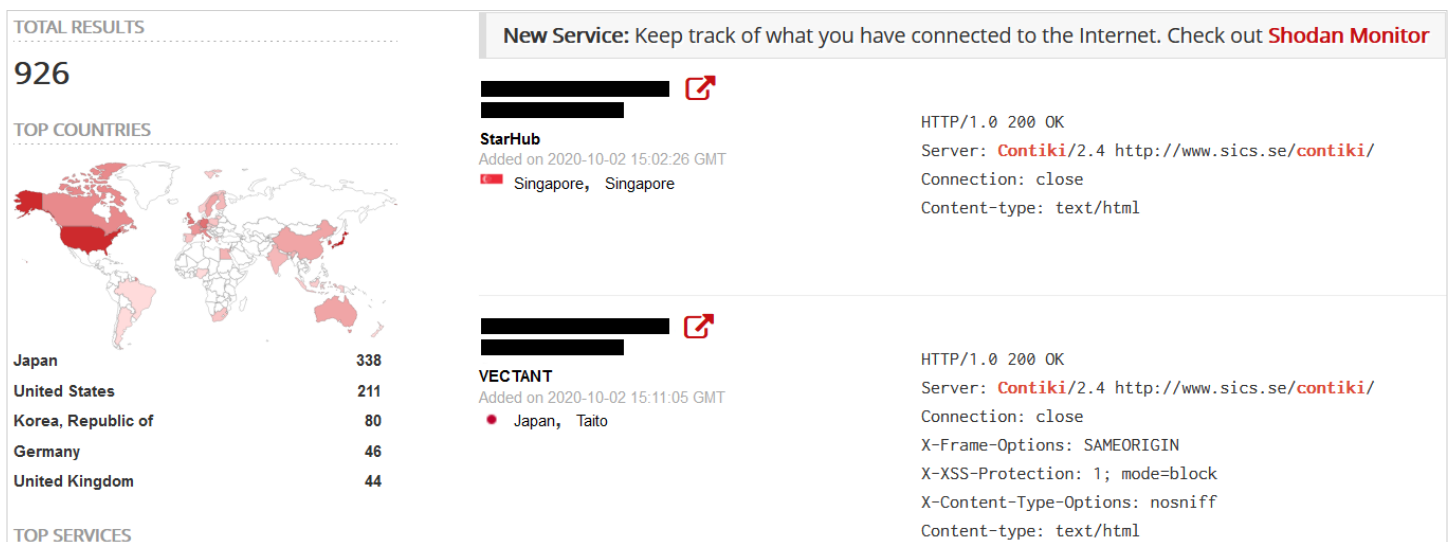 TOTAL RESULTS
926
TOP COUNTRIES
Japan 338
United States 211
Korea, Republic of 80
Germany 46
United Kingdom 44
TOP SERVICES
New Service: Keep track of what you have connected to the Internet. Check out Shodan Monitor
StarHub
Added on 2020-10-02 15:02:26 GMT
Singapore, Singapore
HTTP/1.0 200 OK
Server: Contiki/2.4 http://www.sics.se/contiki/
Connection: close
Content-type: text/html
VECTANT
Added on 2020-10-02 15:11:05 GMT
Japan, Taito
HTTP/1.0 200 OK
Server: Contiki/2.4 http://www.sics.se/contiki/
Connection: close
X-Frame-Options: SAMEORIGIN
X-XSS-Protection: 1; mode=block
X-Content-Type-Options: nosniff
Content-type: text/html